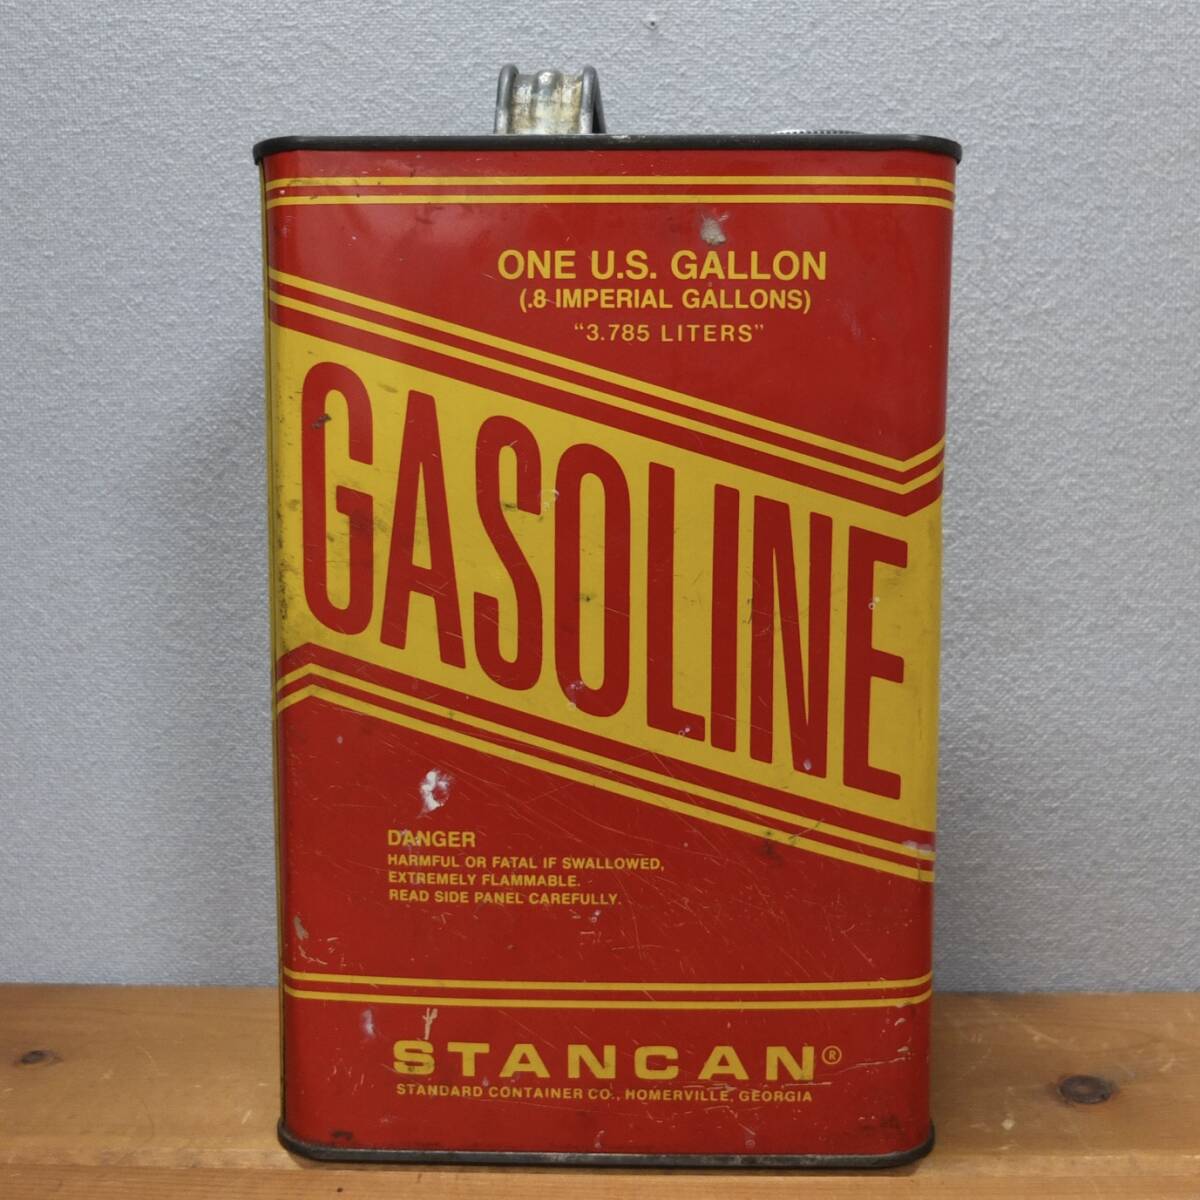 ONE U.S. GALLON
(.8 IMPERIAL GALLONS)
"3.785 LITERS"
GASOLINE
DANGER
HARMFUL OR FATAL IF SWALLOWED,
EXTREMELY FLAMMABLE.
READ SIDE PANEL CAREFULLY.
STANCAN®
STANDARD CONTAINER CO., HOMERVILLE, GEORGIA